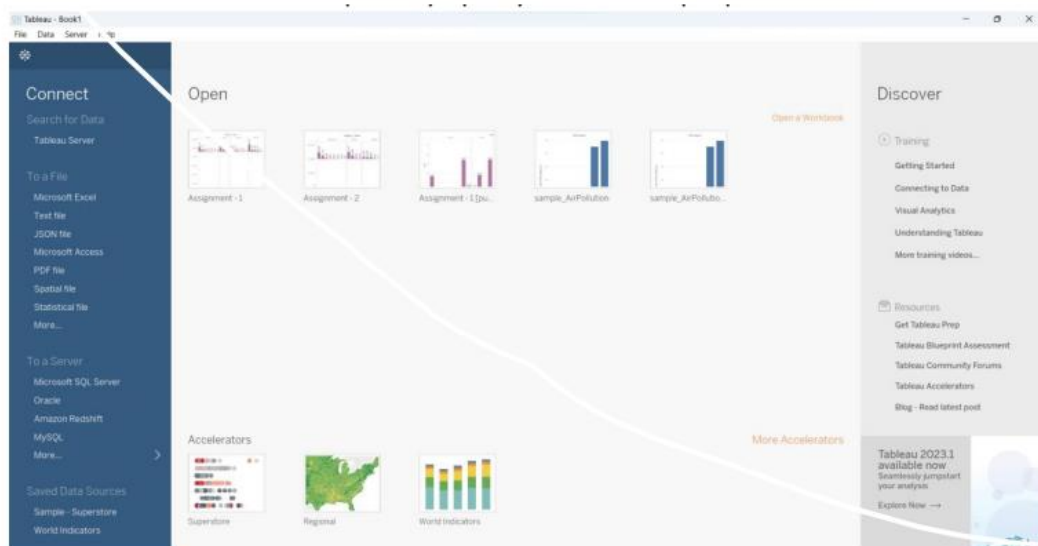 Tableau - Book1
File Data Server
Connect
Search for Data
Tableau Server
To a File
Microsoft Excel
Text file
JSON file
Microsoft Access
PDF file
Spatial file
Statistical file
More...
To a Server
Microsoft SQL Server
Oracle
Amazon Redshift
MySQL
More...
Saved Data Sources
Sample - Superstore
World Indicators
Open
Open a Workbook
Assignment - 1
Assignment - 2
Assignment - 1 [pu...
sample_AirPollution
sample_AirPollutio...
Accelerators
More Accelerators
Superstore
Regional
World Indicators
Discover
Training
Getting Started
Connecting to Data
Visual Analytics
Understanding Tableau
More training videos...
Resources
Get Tableau Prep
Tableau Blueprint Assessment
Tableau Community Forums
Tableau Accelerators
Blog - Read latest post
Tableau 2023.1
available now
Seamlessly jumpstart
your analysis
Explore Now →